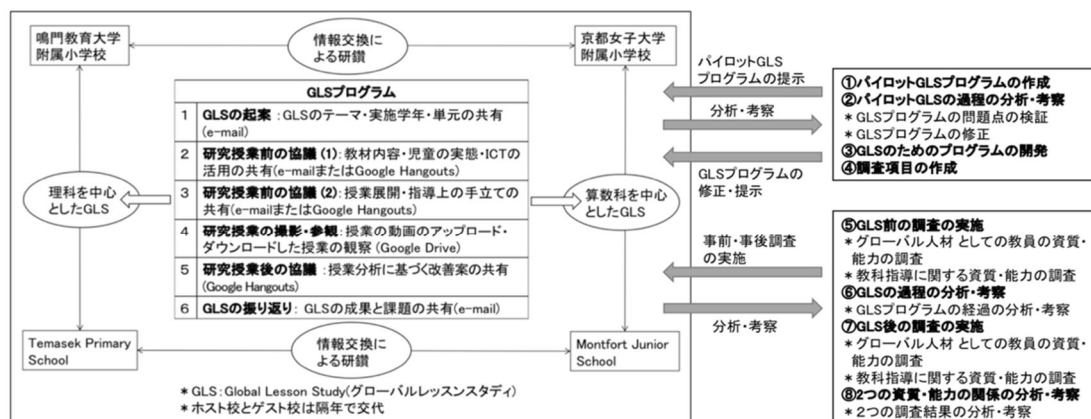 鳴門教育大学
附属小学校
情報交換に
よる研鑽
京都女子大学
附属小学校
GLSプログラム
1 GLSの起案：GLSのテーマ・実施学年・単元の共有
(e-mail)
2 研究授業前の協議 (1)：教材内容・児童の実態・ICTの
活用の共有(e-mailまたはGoogle Hangouts)
3 研究授業前の協議 (2)：授業展開・指導上の手立ての
共有(e-mailまたはGoogle Hangouts)
4 研究授業の撮影・参観：授業の動画のアップロード・
ダウンロードした授業の観察 (Google Drive)
5 研究授業後の協議：授業分析に基づく改善案の共有
(Google Hangouts)
6 GLSの振り返り：GLSの成果と課題の共有(e-mail)
理科を中心
としたGLS
算数科を中心
としたGLS
Temasek Primary
School
情報交換に
よる研鑽
Montfort Junior
School
＊GLS：Global Lesson Study(グローバルレッスンスタディ)
＊ホスト校とゲスト校は隔年で交代
パイロットGLS
プログラムの提示
分析・考察
GLSプログラムの
修正・提示
事前・事後調査
の実施
分析・考察
①パイロットGLSプログラムの作成
②パイロットGLSの過程の分析・考察
＊GLSプログラムの問題点の検証
＊GLSプログラムの修正
③GLSのためのプログラムの開発
④調査項目の作成
⑤GLS前の調査の実施
＊グローバル人材 としての教員の資質・
能力の調査
＊教科指導に関する資質・能力の調査
⑥GLSの過程の分析・考察
＊GLSプログラムの経過の分析・考察
⑦GLS後の調査の実施
＊グローバル人材 としての教員の資質・
能力の調査
＊教科指導に関する資質・能力の調査
⑧2つの資質・能力の関係の分析・考察
＊2つの調査結果の分析・考察